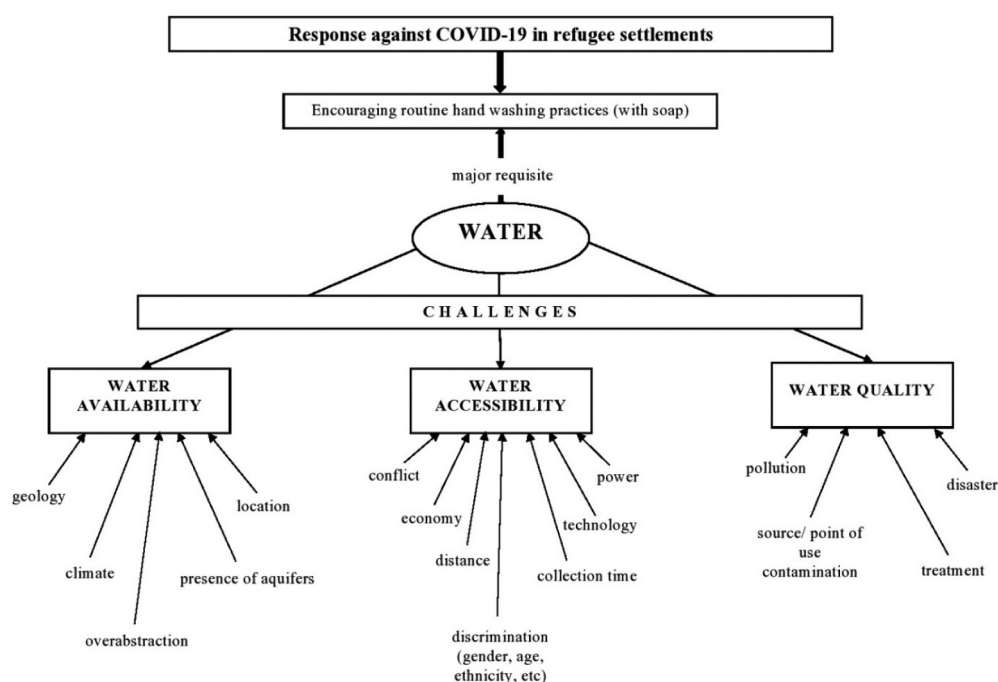 Response against COVID-19 in refugee settlements
Encouraging routine hand washing practices (with soap)
major requisite
WATER
CHALLENGES
WATER
AVAILABILITY
WATER
ACCESSIBILITY
WATER QUALITY
geology
climate
overabstraction
presence of aquifers
location
conflict
economy
distance
discrimination
(gender, age,
ethnicity, etc)
collection time
technology
power
pollution
source/ point of
use
contamination
treatment
disaster